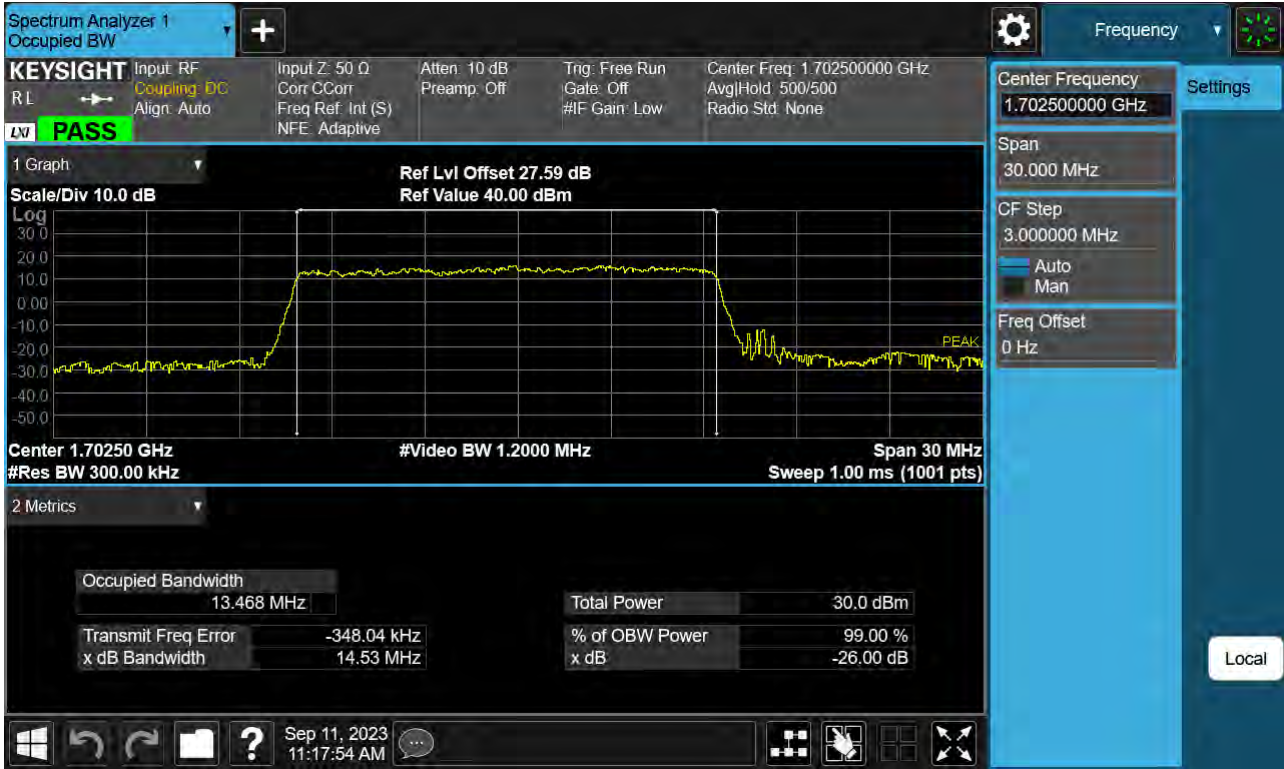 Spectrum Analyzer 1
Occupied BW
+
Frequency
KEYSIGHT
R L
LXI
PASS
Input: RF
Coupling: DC
Align: Auto
Input Z: 50 Ω
Corr CCorr
Freq Ref: Int (S)
NFE: Adaptive
Atten: 10 dB
Preamp: Off
Trig: Free Run
Gate: Off
#IF Gain: Low
Center Freq: 1.702500000 GHz
Avg|Hold: 500/500
Radio Std: None
Center Frequency
1.702500000 GHz
Settings
Span
30.000 MHz
CF Step
3.000000 MHz
Auto
Man
Freq Offset
0 Hz
Local
1 Graph
Scale/Div 10.0 dB
Ref Lvl Offset 27.59 dB
Ref Value 40.00 dBm
Log
30.0
20.0
10.0
0.00
-10.0
-20.0
-30.0
-40.0
-50.0
PEAK
Center 1.70250 GHz
#Video BW 1.2000 MHz
Span 30 MHz
#Res BW 300.00 kHz
Sweep 1.00 ms (1001 pts)
2 Metrics
Occupied Bandwidth
13.468 MHz
Total Power 30.0 dBm
Transmit Freq Error -348.04 kHz
% of OBW Power 99.00 %
x dB Bandwidth 14.53 MHz
x dB -26.00 dB
?
Sep 11, 2023
11:17:54 AM